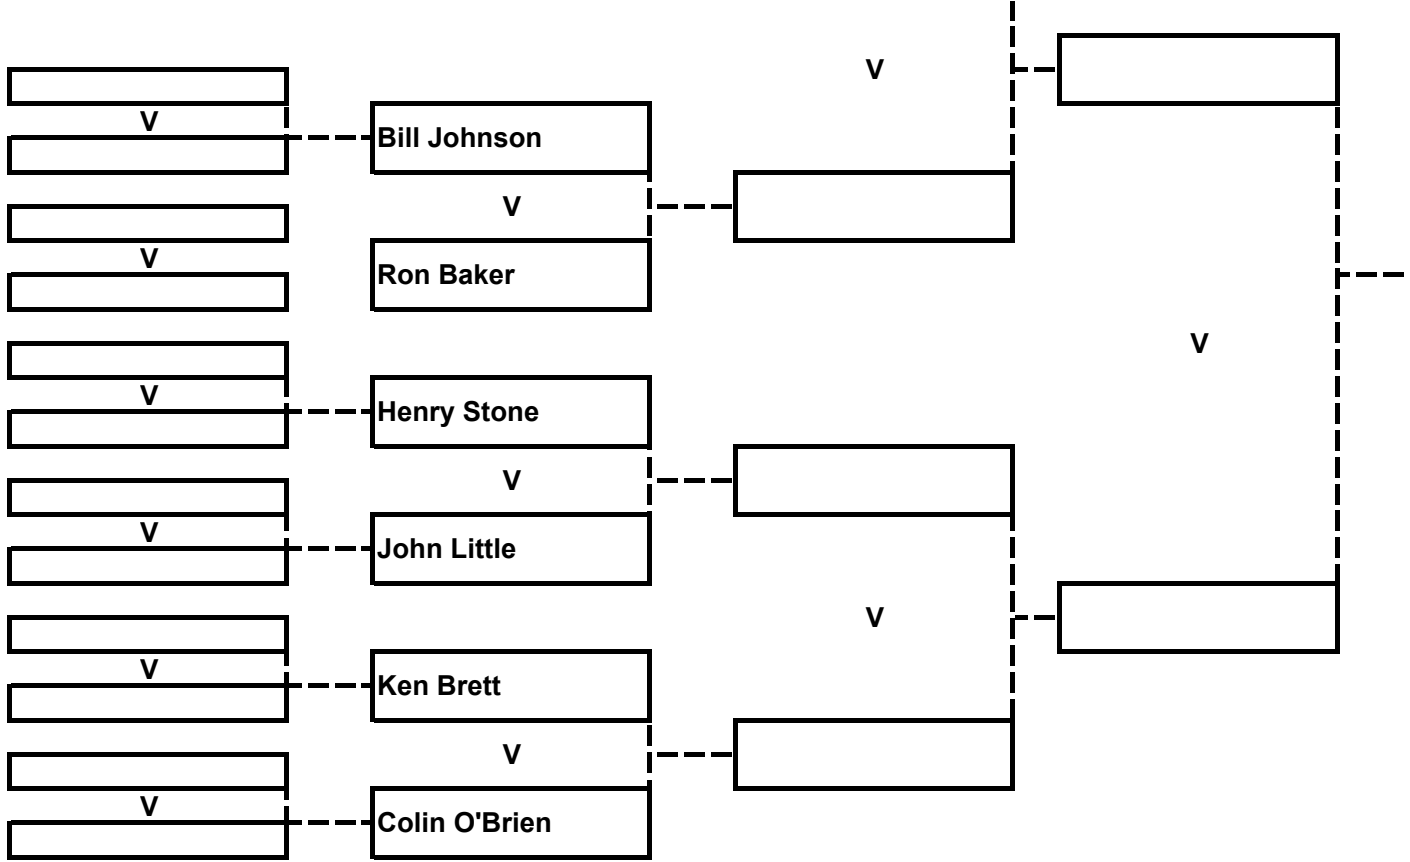 V
V
Bill Johnson
V
V
Ron Baker
V
V
Henry Stone
V
V
John Little
V
V
Ken Brett
V
V
Colin O'Brien